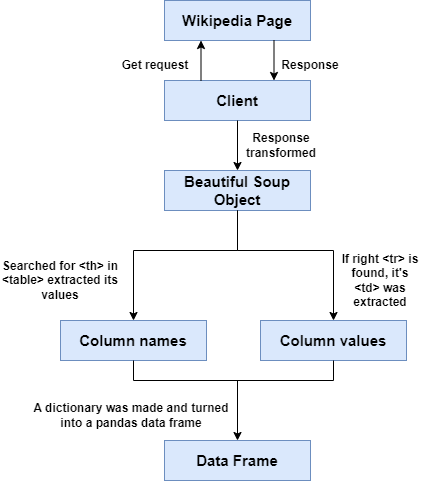 Wikipedia Page
Get request
Response
Client
Response
transformed
Beautiful Soup
Object
Searched for <th> in
<table> extracted its
values
If right <tr> is
found, it's
<td> was
extracted
Column names
Column values
A dictionary was made and turned
into a pandas data frame
Data Frame